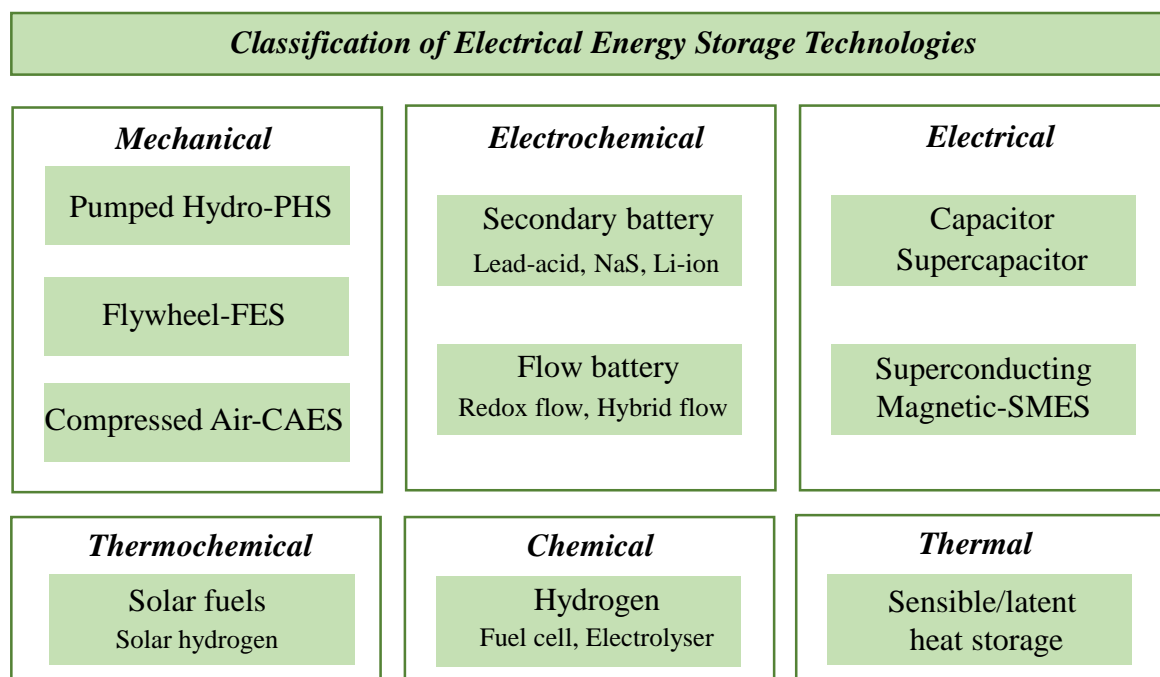 Classification of Electrical Energy Storage Technologies
Mechanical
Pumped Hydro-PHS
Flywheel-FES
Compressed Air-CAES
Electrochemical
Secondary battery
Lead-acid, NaS, Li-ion
Flow battery
Redox flow, Hybrid flow
Electrical
Capacitor
Supercapacitor
Superconducting
Magnetic-SMES
Thermochemical
Solar fuels
Solar hydrogen
Chemical
Hydrogen
Fuel cell, Electrolyser
Thermal
Sensible/latent
heat storage